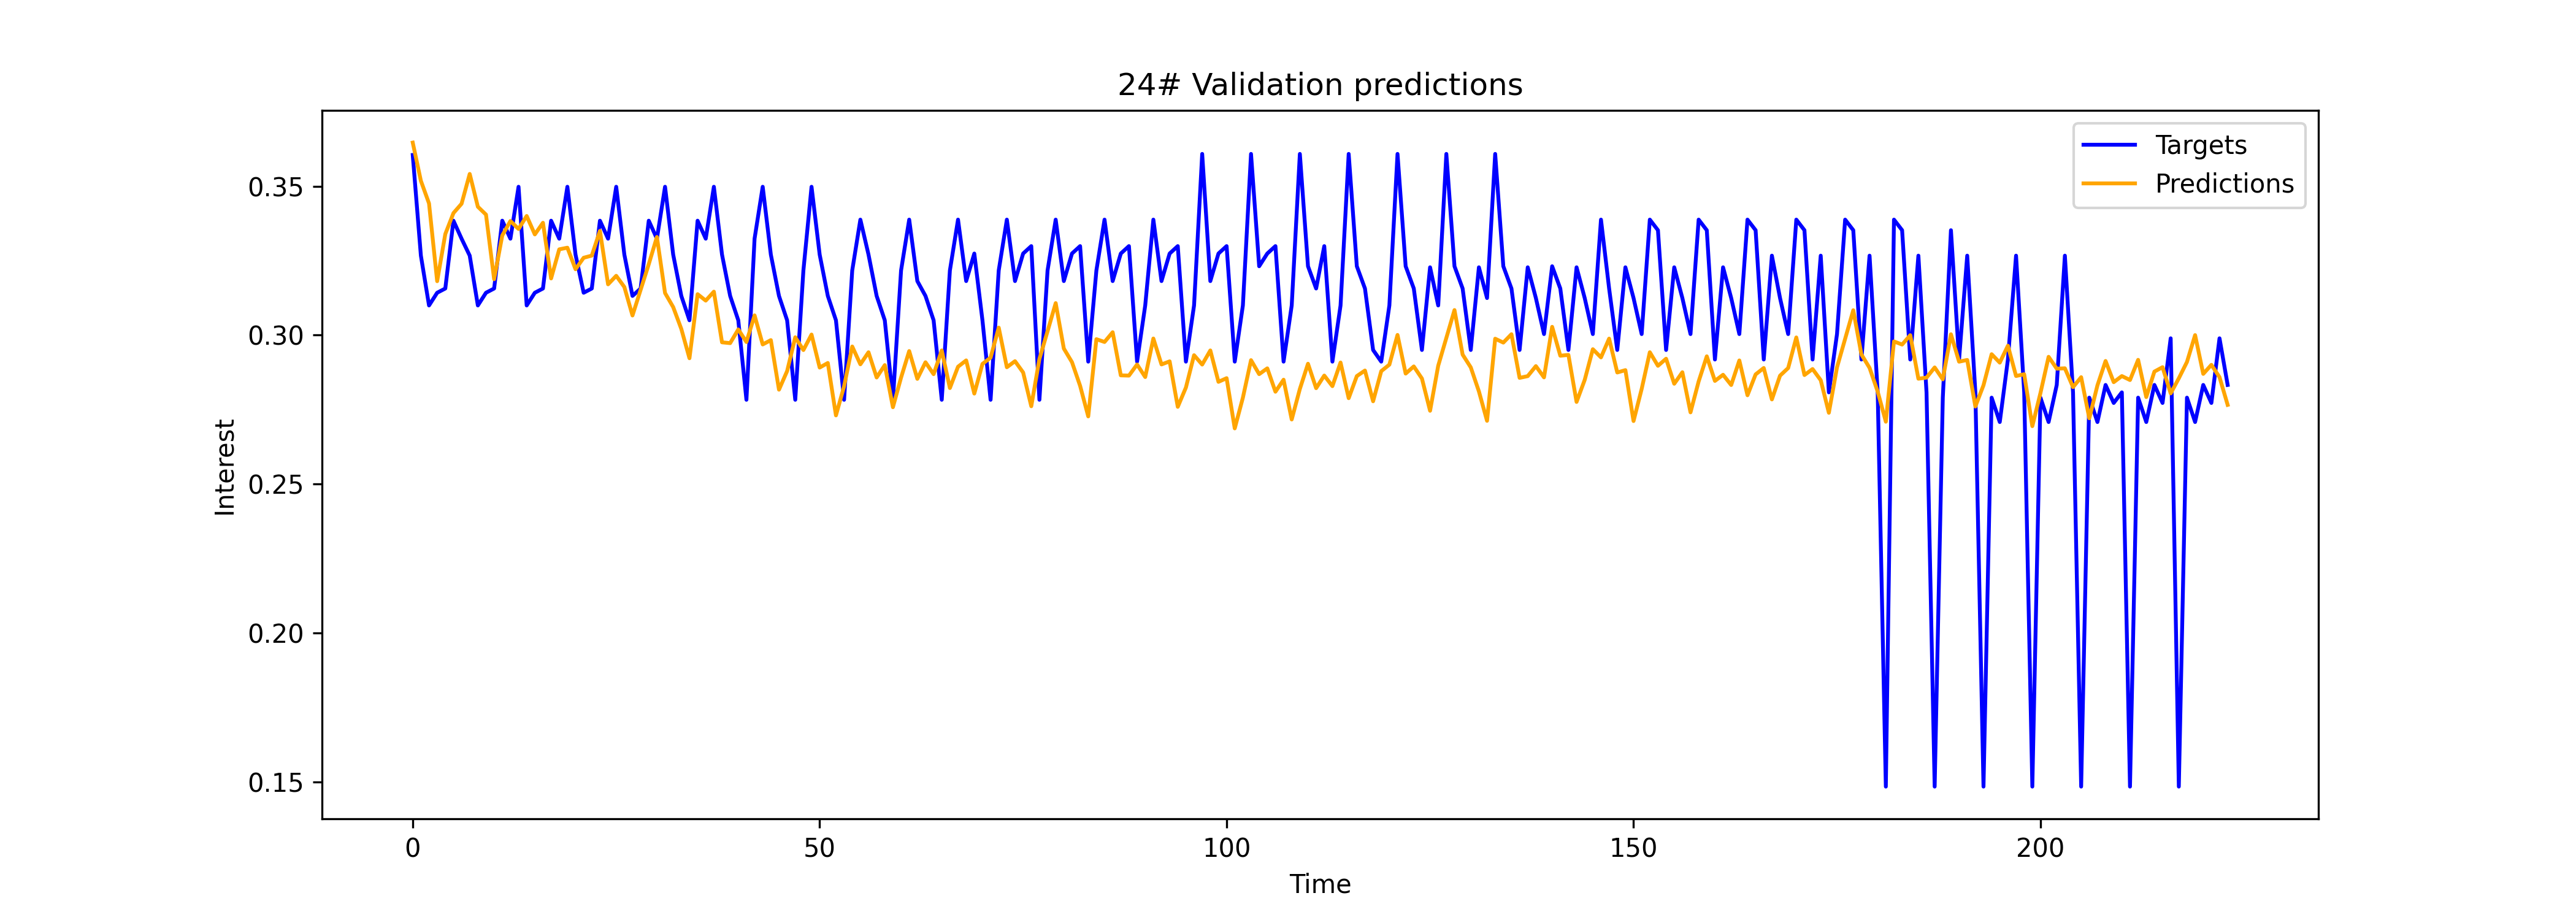 24# Validation predictions
Targets
Predictions
Interest
0.35
0.30
0.25
0.20
0.15
0
50
100
150
200
Time